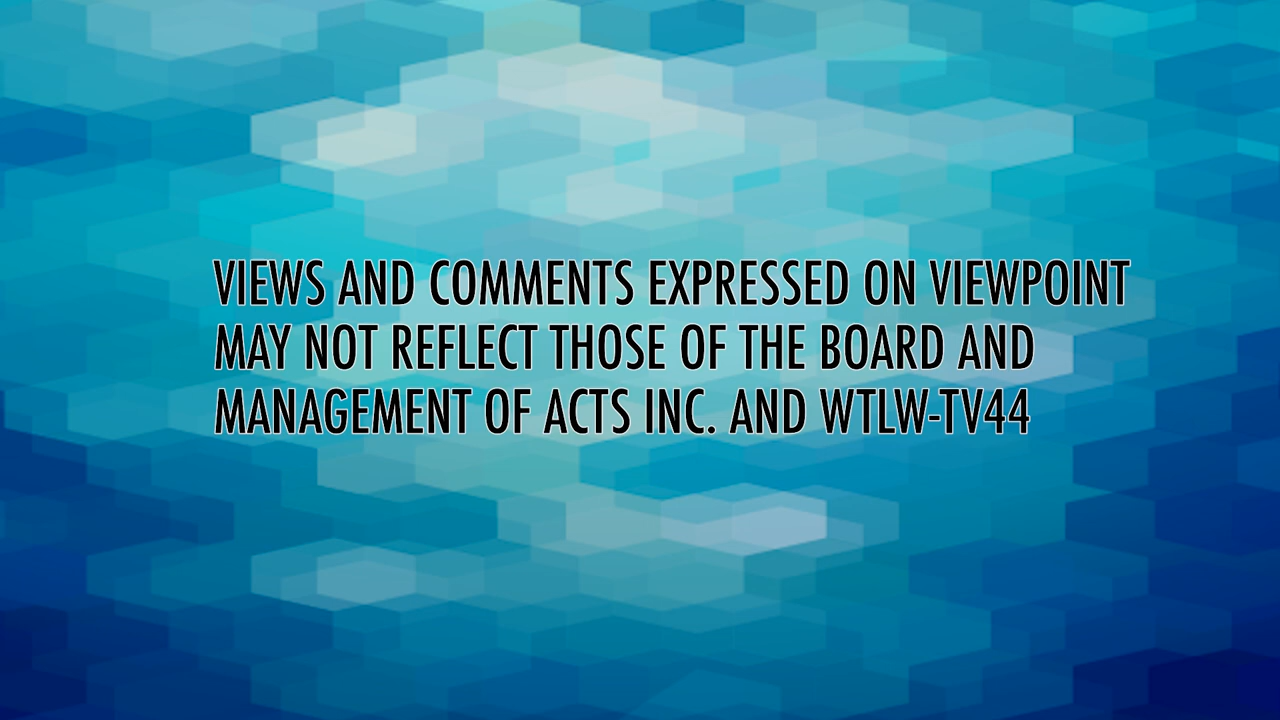 VIEWS AND COMMENTS EXPRESSED ON VIEWPOINT
MAY NOT REFLECT THOSE OF THE BOARD AND
MANAGEMENT OF ACTS INC. AND WTLW-TV44